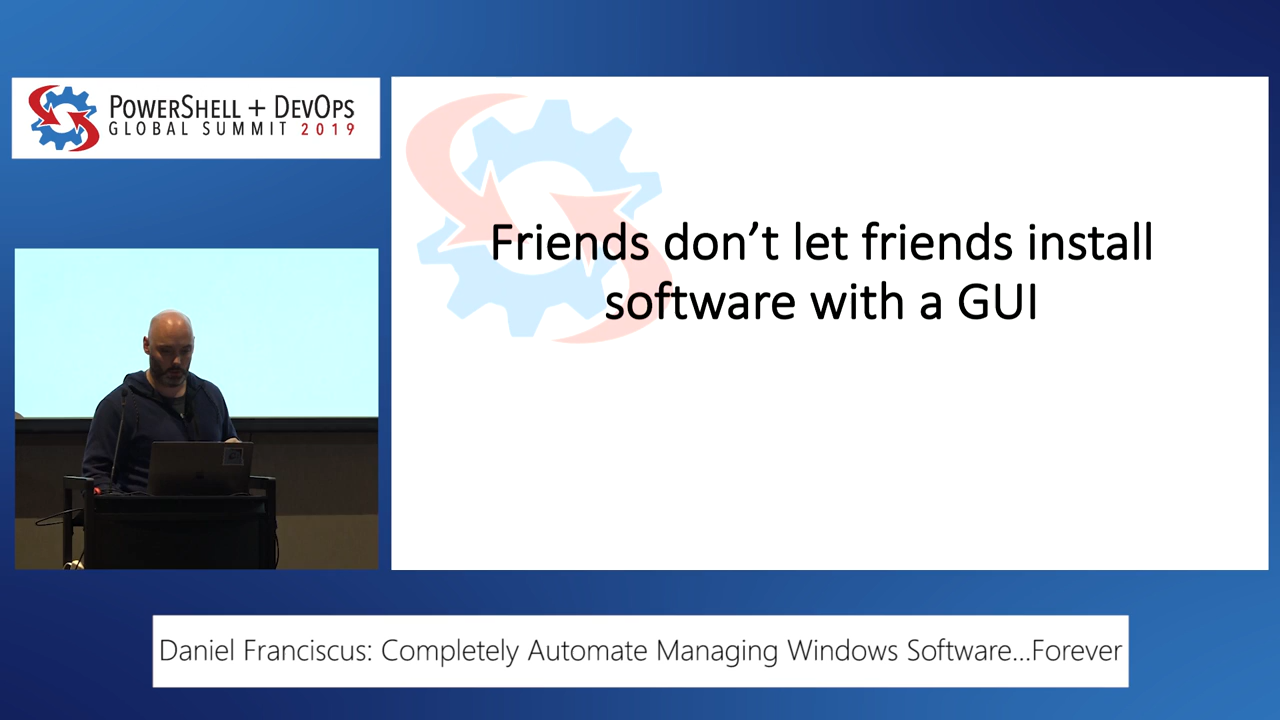 POWERSHELL + DEVOPS
GLOBAL SUMMIT 2019
Friends don’t let friends install
software with a GUI
Daniel Franciscus: Completely Automate Managing Windows Software...Forever